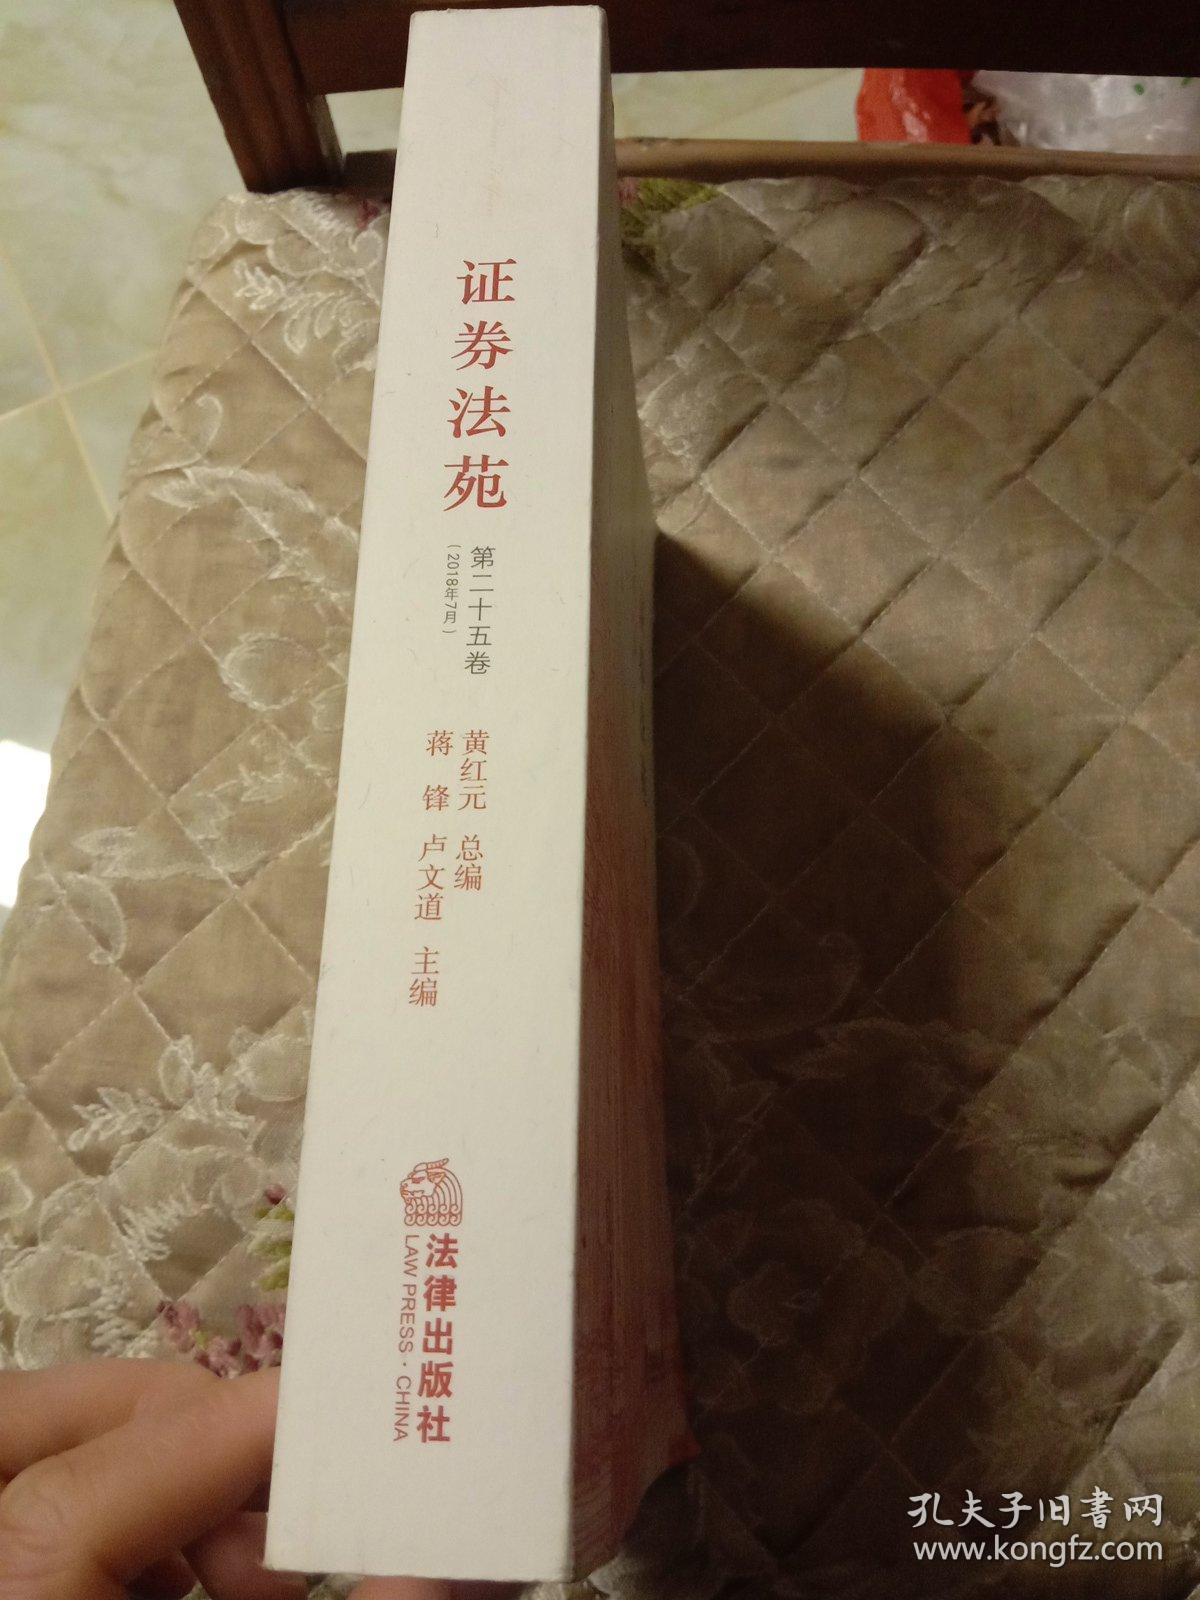 证券法苑
第二十五卷
(2018年7月)
黄红元 总编
蒋 锋 卢文道 主编
法律出版社
LAW PRESS·CHINA
孔夫子旧书网
www.kongfz.com